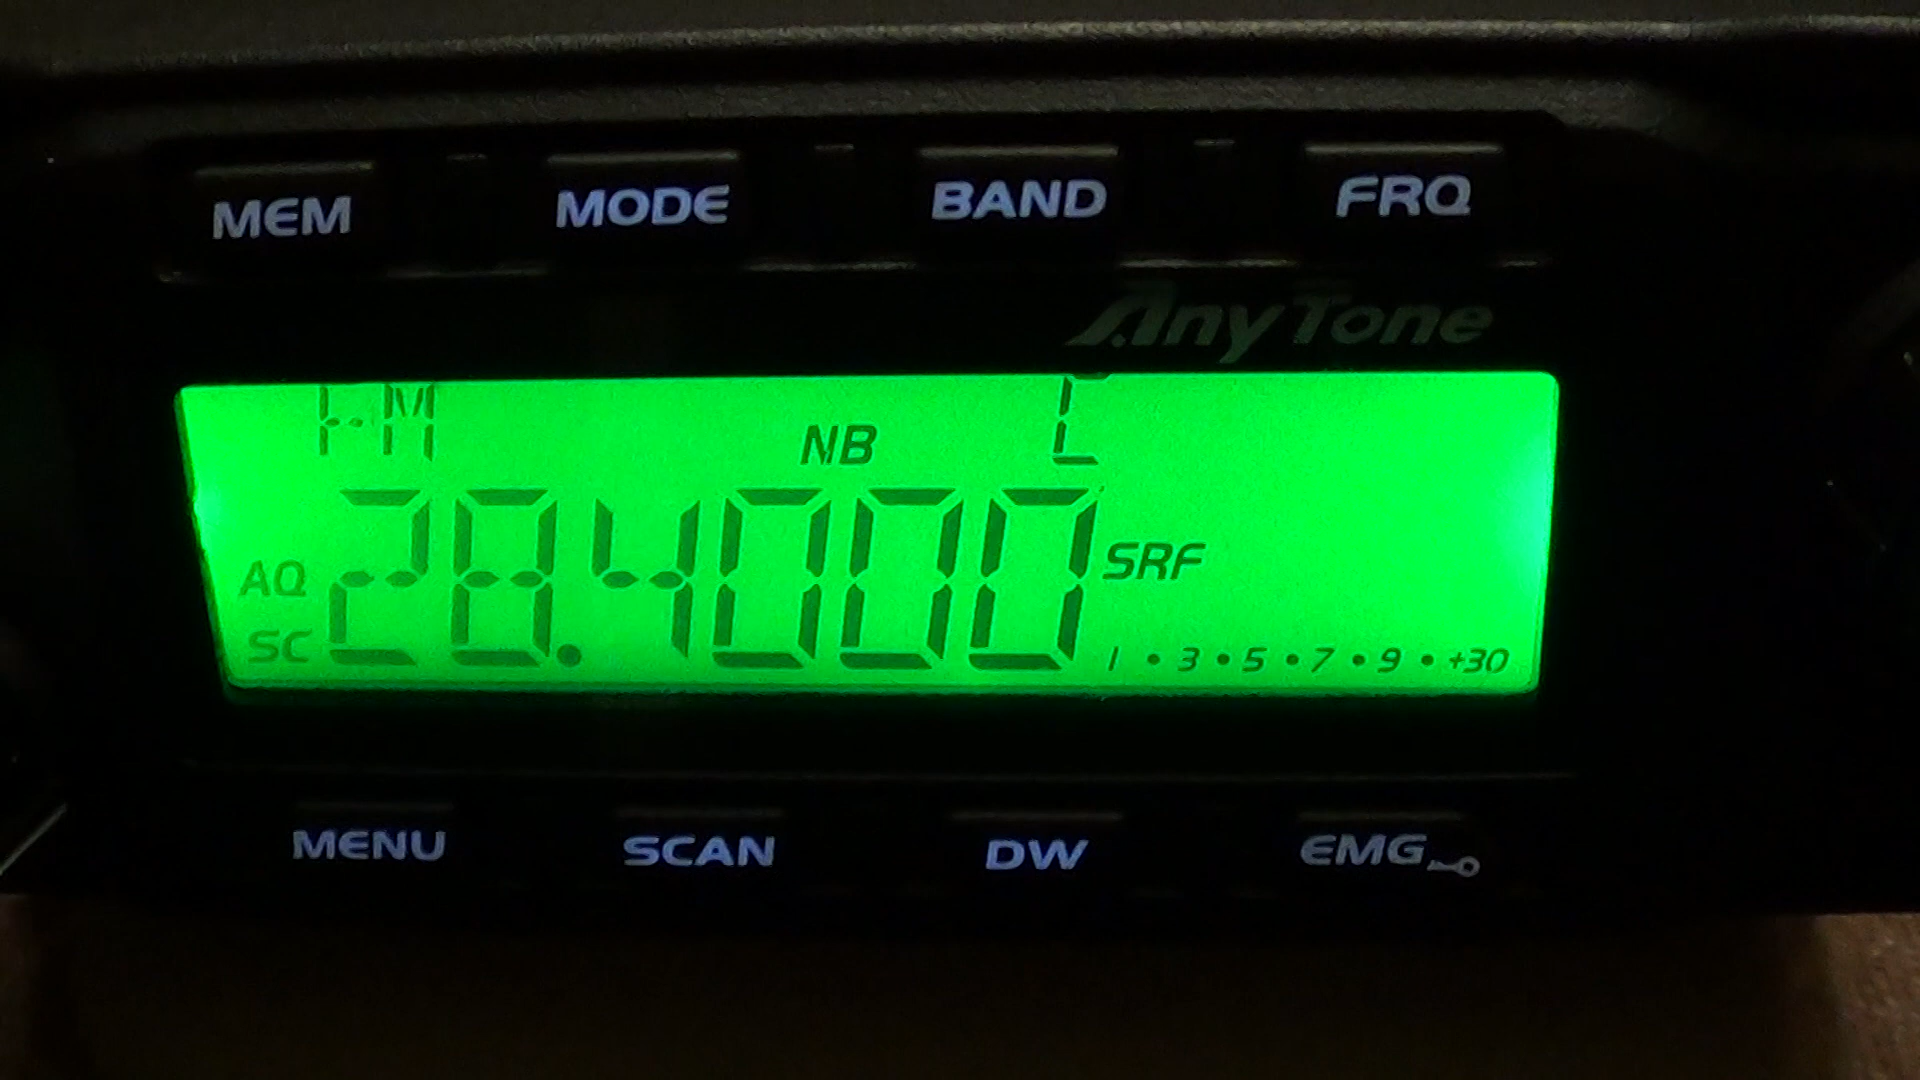 MEM MODE BAND FRQ
AnyTone
FM NB C
AQ 28.4000 SRF
SC 1 • 3 • 5 • 7 • 9 • +30
MENU SCAN DW EMG